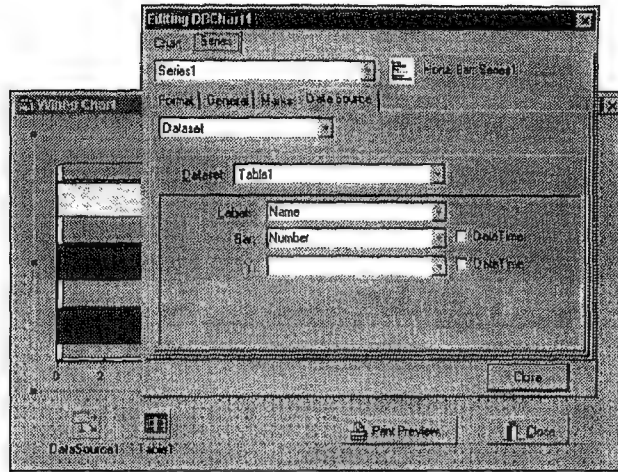 Editing DBChart1
Chart Series
Series1
Horiz. Bar: Series1
Format General Marks Data Source
Dataset
Dataset: Table1
Labels: Name
Bar: Number DateTime
Y: DateTime
Close
Wiring Chart
0 2
DataSource1 Table1
Print Preview Close